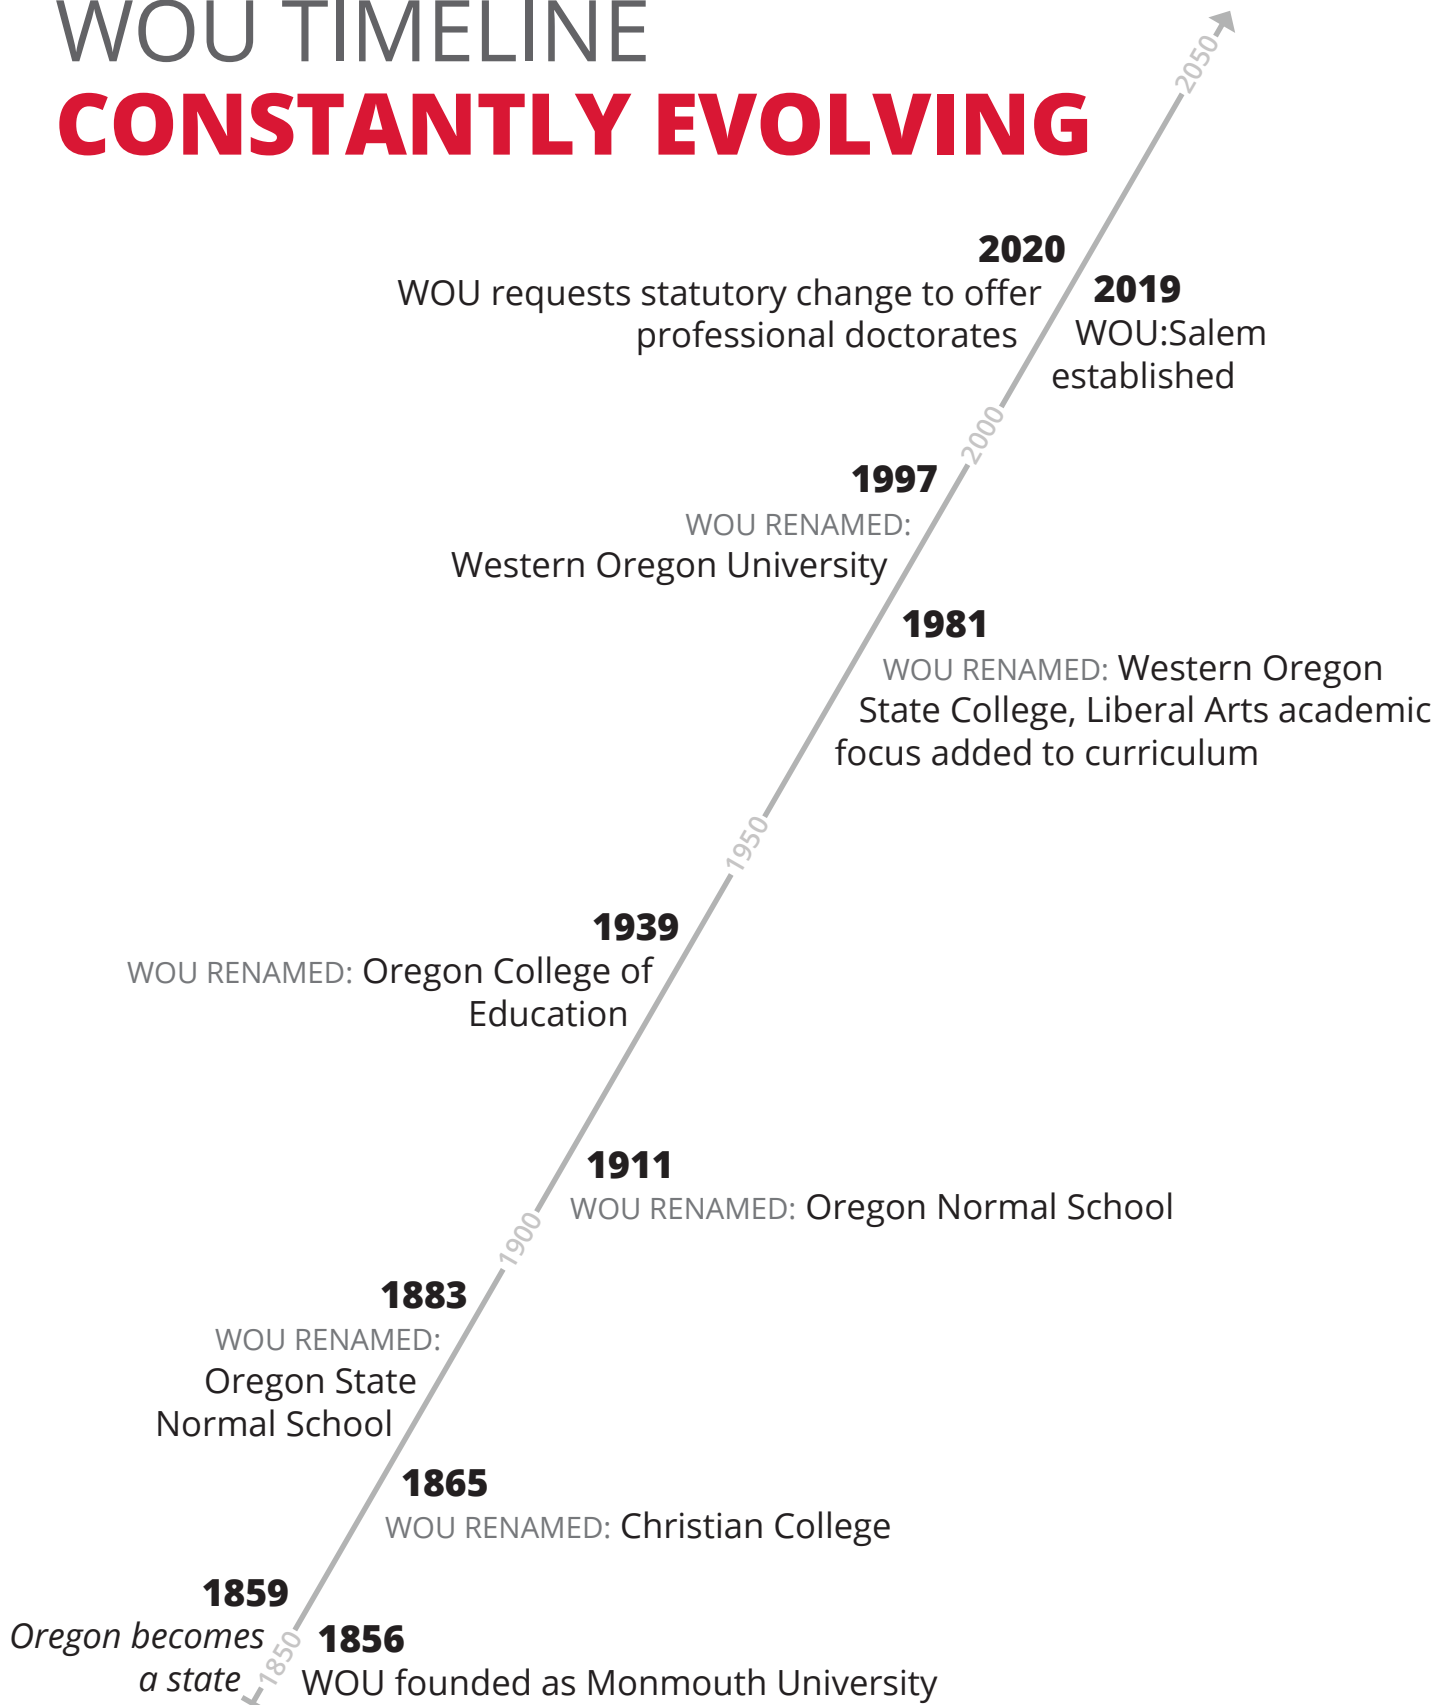 WOU TIMELINE
CONSTANTLY EVOLVING
2050
2020
WOU requests statutory change to offer
professional doctorates
2019
WOU:Salem
established
2000
1997
WOU RENAMED:
Western Oregon University
1981
WOU RENAMED: Western Oregon
State College, Liberal Arts academic
focus added to curriculum
1950
1939
WOU RENAMED: Oregon College of
Education
1911
WOU RENAMED: Oregon Normal School
1900
1883
WOU RENAMED:
Oregon State
Normal School
1865
WOU RENAMED: Christian College
1859
Oregon becomes
a state
1850
1856
WOU founded as Monmouth University